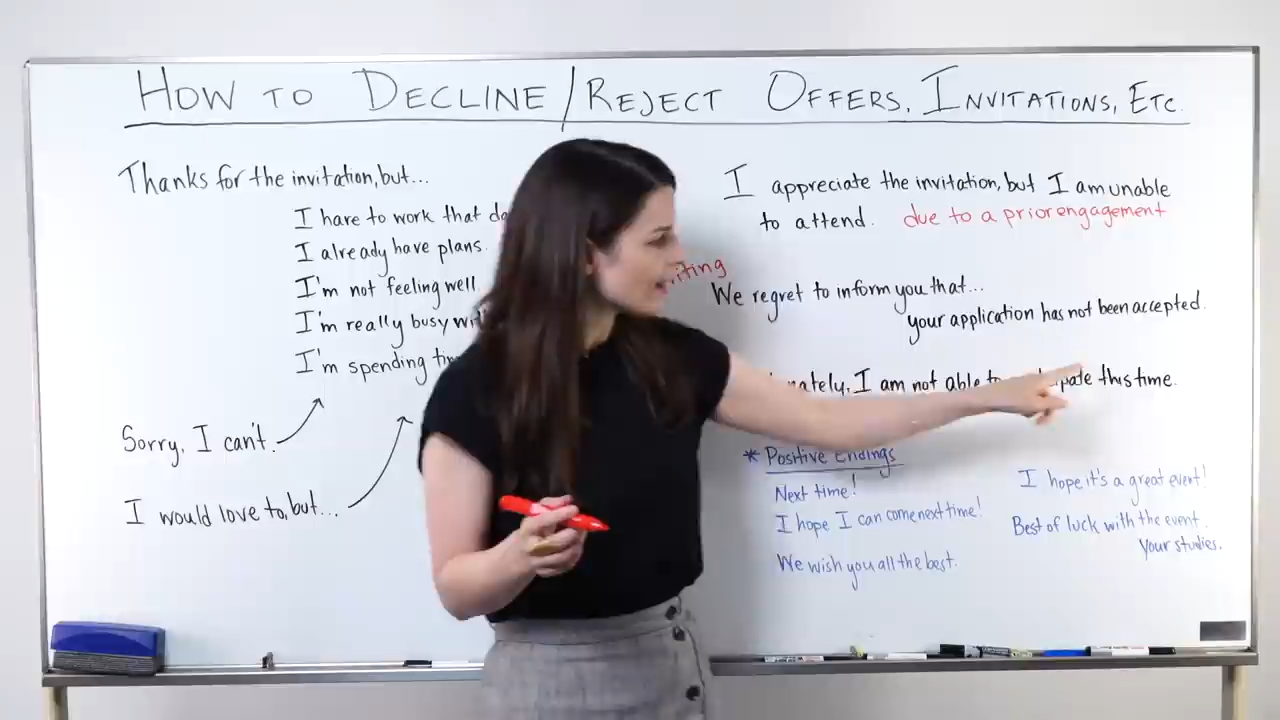 HOW TO DECLINE/REJECT OFFERS, INVITATIONS, ETC.
Thanks for the invitation, but...
I have to work that
I already have plans.
I'm not feeling well.
I'm really busy
I'm spending
Sorry, I can't.
I would love to, but...
I appreciate the invitation, but I am unable
to attend. due to a prior engagement
We regret to inform you that...
your application has not been accepted.
I am not able this time.
* Positive Endings
Next time!
I hope I can come next time!
We wish you all the best.
I hope it's a great event!
Best of luck with the event.
your studies.